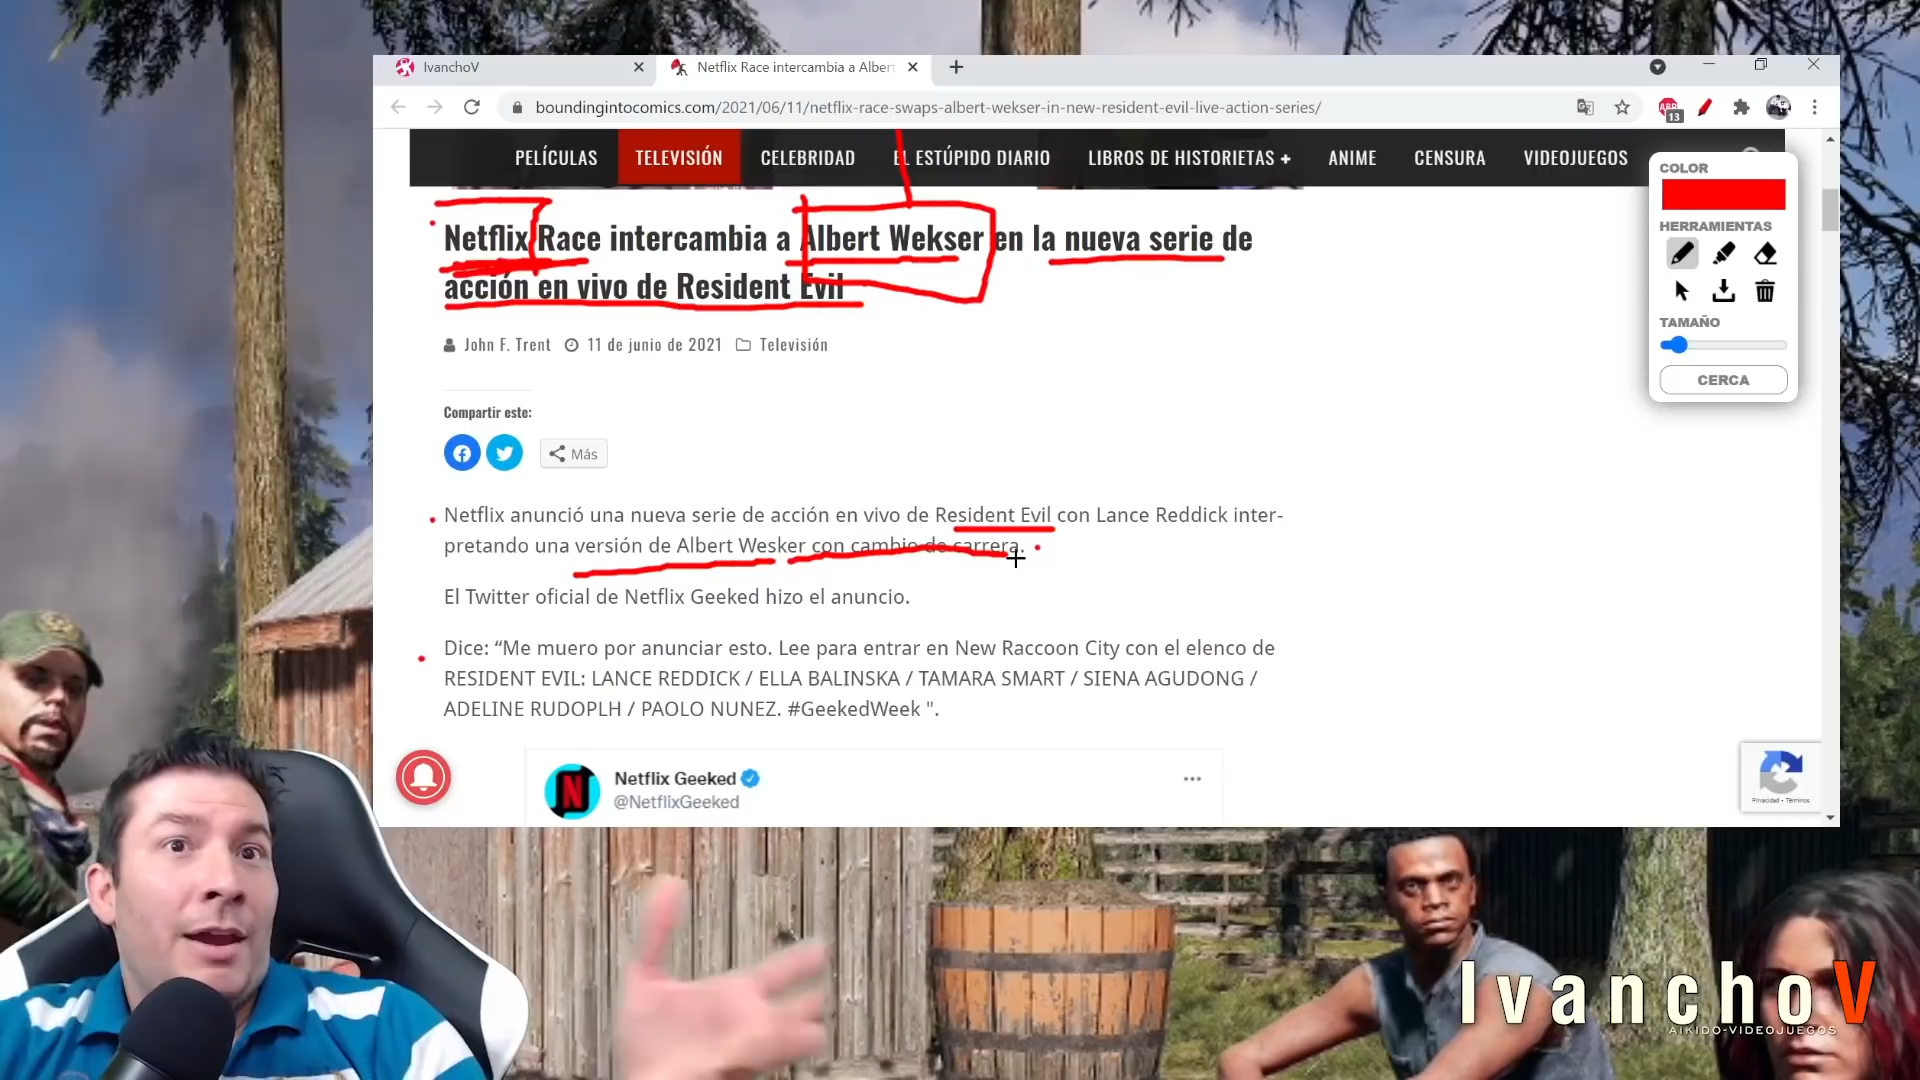 IvanchoV
Netflix Race intercambia a Albert
boundingintocomics.com/2021/06/11/netflix-race-swaps-albert-wekser-in-new-resident-evil-live-action-series/
ABP
13
PELÍCULAS TELEVISIÓN CELEBRIDAD EL ESTÚPIDO DIARIO LIBROS DE HISTORIETAS + ANIME CENSURA VIDEOJUEGOS
COLOR
HERRAMIENTAS
TAMAÑO
CERCA
Netflix Race intercambia a Albert Wekser en la nueva serie de
acción en vivo de Resident Evil
John F. Trent 11 de junio de 2021 Televisión
Compartir este:
Más
Netflix anunció una nueva serie de acción en vivo de Resident Evil con Lance Reddick inter-
pretando una versión de Albert Wesker con cambio de carrera.
El Twitter oficial de Netflix Geeked hizo el anuncio.
Dice: “Me muero por anunciar esto. Lee para entrar en New Raccoon City con el elenco de
RESIDENT EVIL: LANCE REDDICK / ELLA BALINSKA / TAMARA SMART / SIENA AGUDONG /
ADELINE RUDOPLH / PAOLO NUNEZ. #GeekedWeek ".
Netflix Geeked
@NetflixGeeked
Privacidad • Términos
IvanchoV
AIKIDO-VIDEOJUEGOS